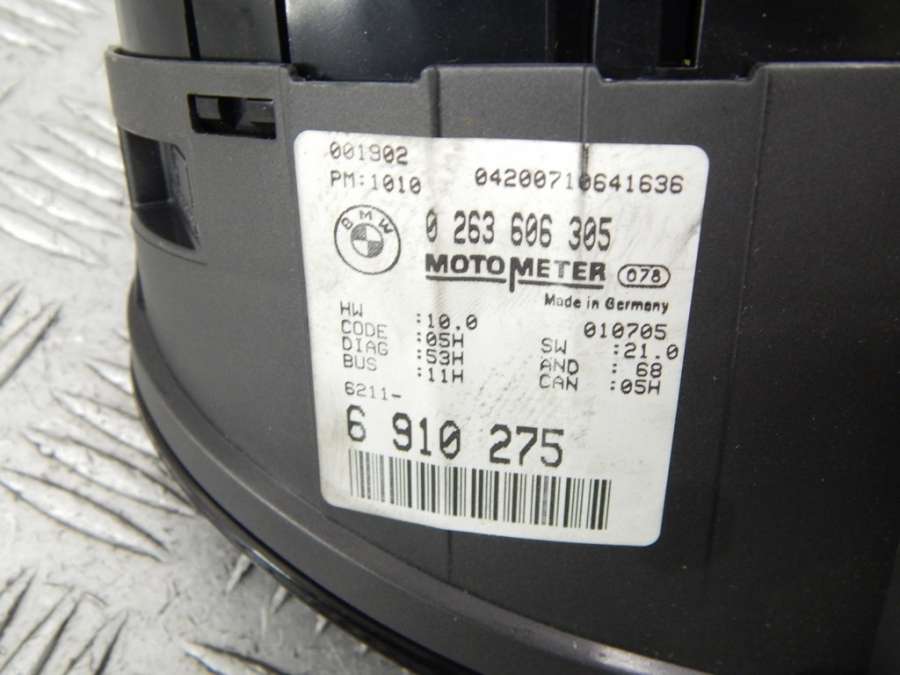 001902
PM:1010 04200710641636
BMW 0 263 606 305
MOTOMETER 078
Made in Germany
010705
HW :10.0 SW :21.0
CODE :05H AND : 68
DIAG :53H CAN :05H
BUS :11H
6211-
6 910 275